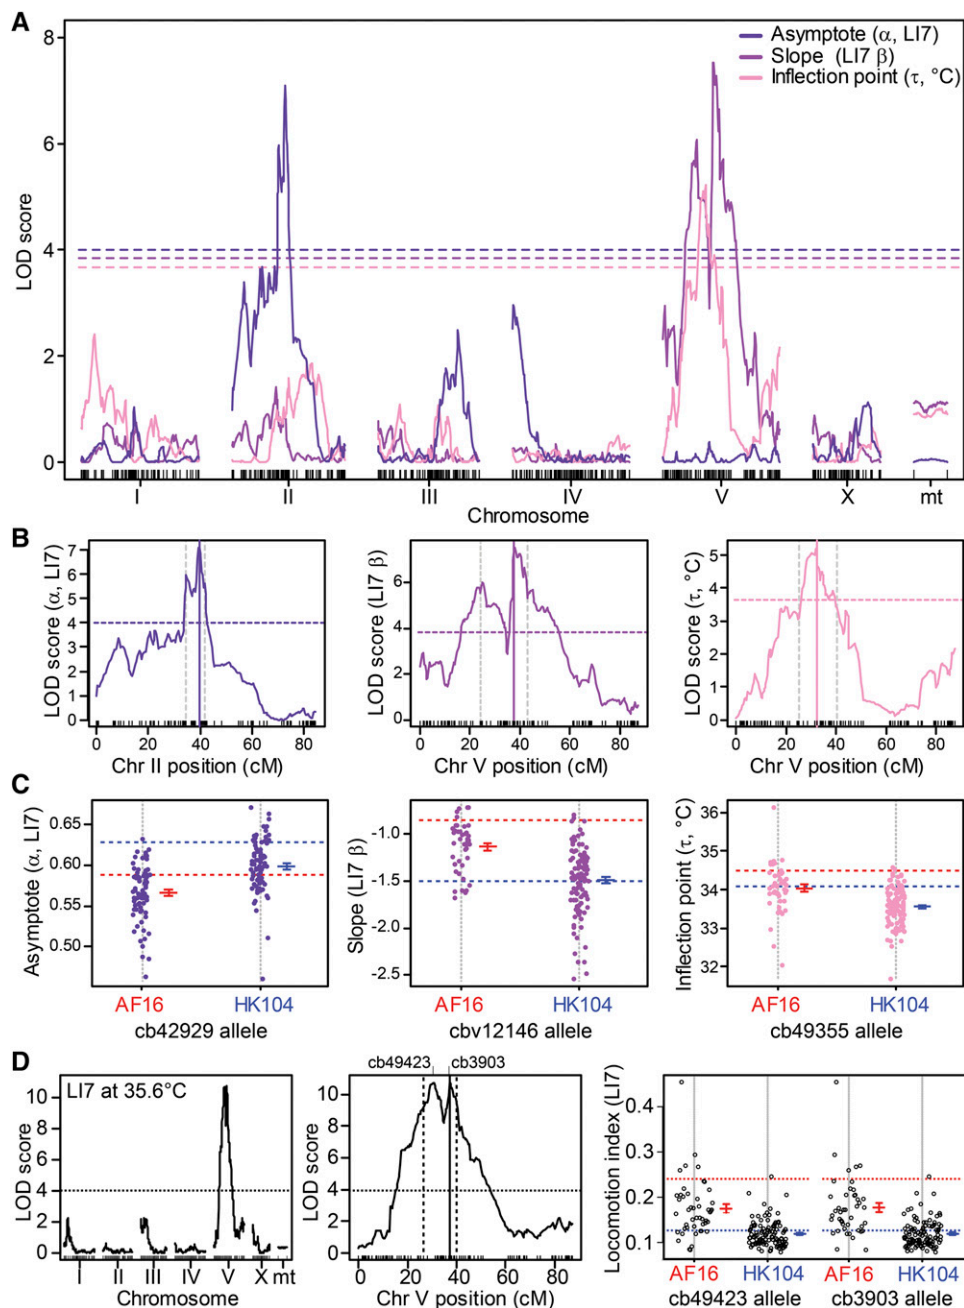 A
Asymptote (α, LI7)
Slope (LI7 β)
Inflection point (τ, °C)
LOD score
8
6
4
2
0
I II III IV V X mt
Chromosome
B
LOD score (α, LI7)
7
6
5
4
3
2
1
0
0 20 40 60 80
Chr II position (cM)
LOD score (LI7 β)
6
4
2
0
0 20 40 60 80
Chr V position (cM)
LOD score (τ, °C)
5
4
3
2
1
0
0 20 40 60 80
Chr V position (cM)
C
Asymptote (α, LI7)
0.65
0.60
0.55
0.50
AF16 HK104
cb42929 allele
Slope (LI7 β)
-1.0
-1.5
-2.0
-2.5
AF16 HK104
cbv12146 allele
Inflection point (τ, °C)
36
35
34
33
32
AF16 HK104
cb49355 allele
D
LI7 at 35.6°C
LOD score
10
8
6
4
2
0
I II III IV V X mt
Chromosome
cb49423 cb3903
LOD score
10
8
6
4
2
0
0 20 40 60 80
Chr V position (cM)
Locomotion index (LI7)
0.4
0.3
0.2
0.1
AF16 HK104 AF16 HK104
cb49423 allele cb3903 allele